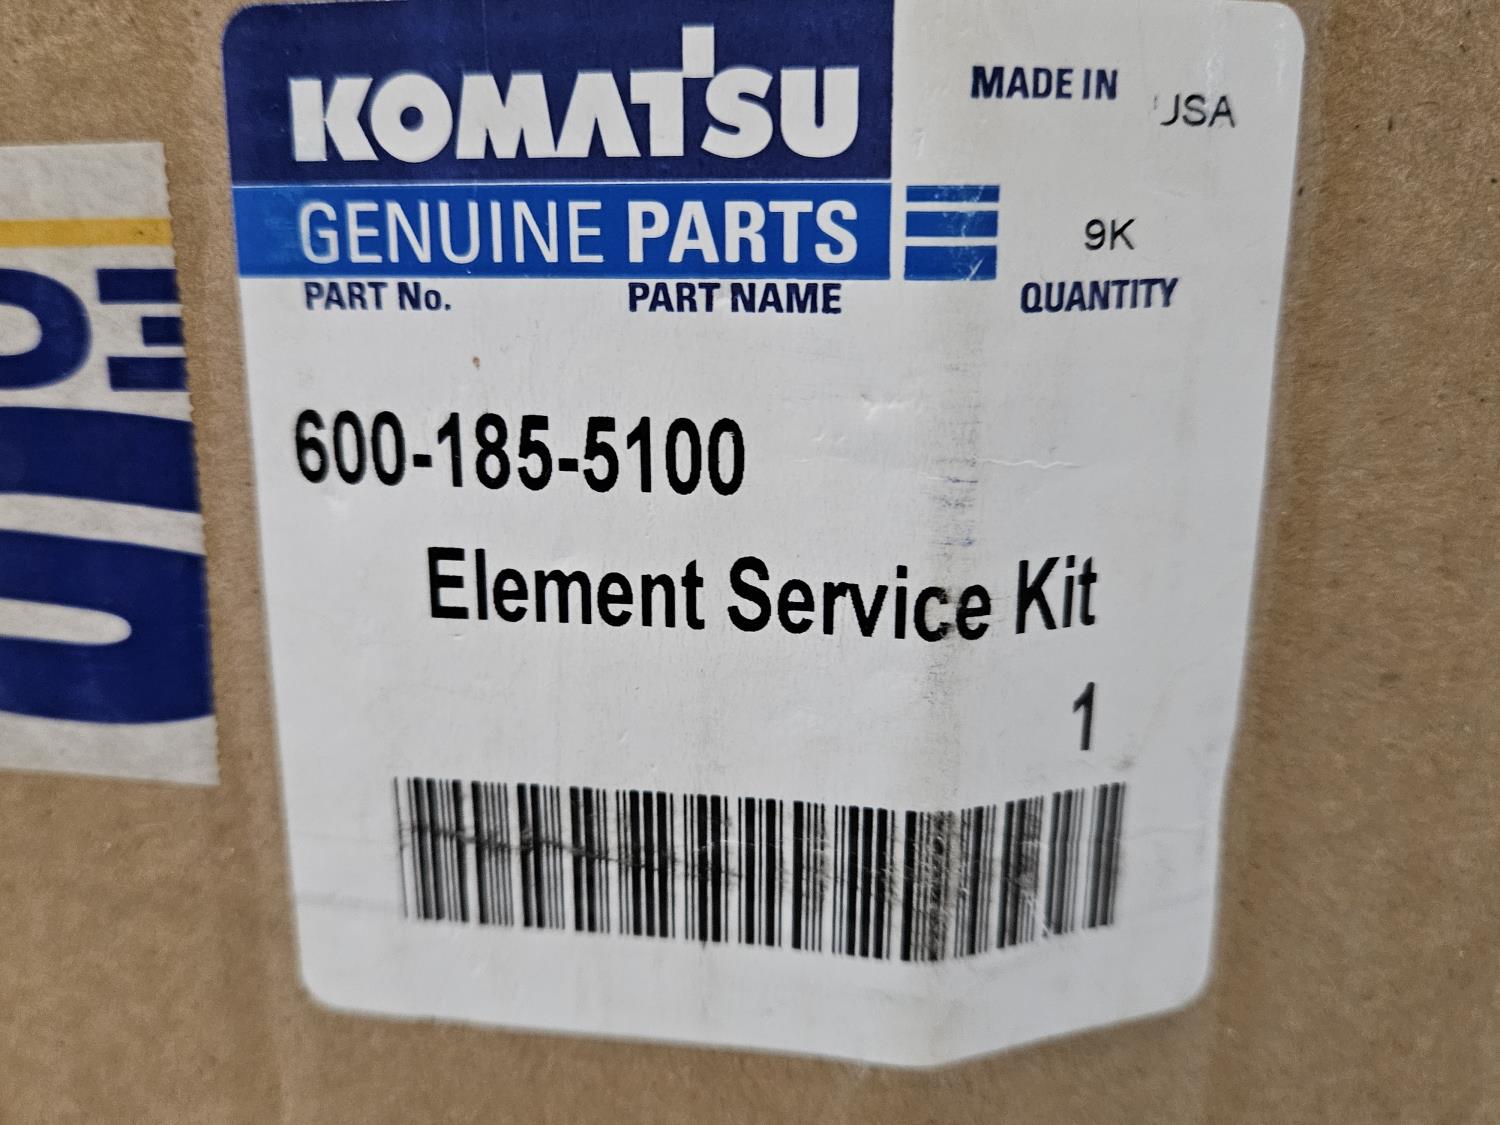 KOMATSU
MADE IN USA
GENUINE PARTS
9K
PART No. PART NAME QUANTITY
600-185-5100
Element Service Kit
1